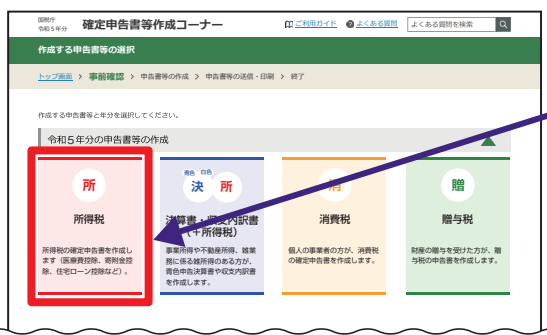 国税庁
令和5年分
確定申告書等作成コーナー
ご利用ガイド
よくある質問
よくある質問を検索
作成する申告書等の選択
トップ画面 > 事前確認 > 申告書等の作成 > 申告書等の送信・印刷 > 終了
作成する申告書等と年分を選択してください。
令和5年分の申告書等の作成
所
所得税
所得税の確定申告書を作成し
ます（医療費控除、寄附金控
除、住宅ローン控除など）。
青色 白色
決 所
決算書・収支内訳書
（＋所得税）
事業所得や不動産所得、雑業
務に係る雑所得のある方が、
青色申告決算書や収支内訳書
を作成します。
消
消費税
個人の事業者の方が、消費税
の確定申告書を作成します。
贈
贈与税
財産の贈与を受けた方が、贈
与税の申告書を作成します。